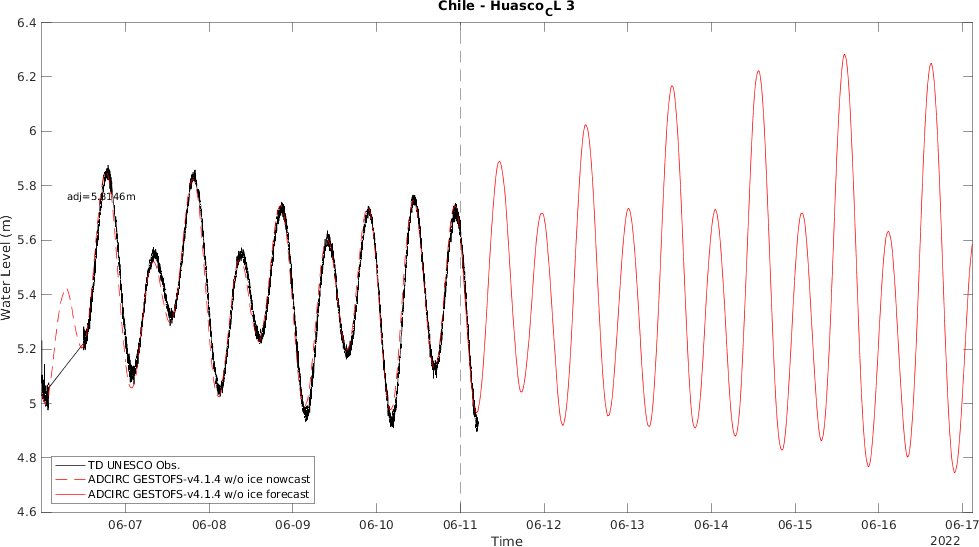 Chile - Huasco_CL 3
6.4
6.2
6
5.8
5.6
5.4
5.2
5
4.8
4.6
Water Level (m)
adj=5.3146m
TD UNESCO Obs.
ADCIRC GESTOFS-v4.1.4 w/o ice nowcast
ADCIRC GESTOFS-v4.1.4 w/o ice forecast
06-07 06-08 06-09 06-10 06-11 06-12 06-13 06-14 06-15 06-16 06-17
Time
2022